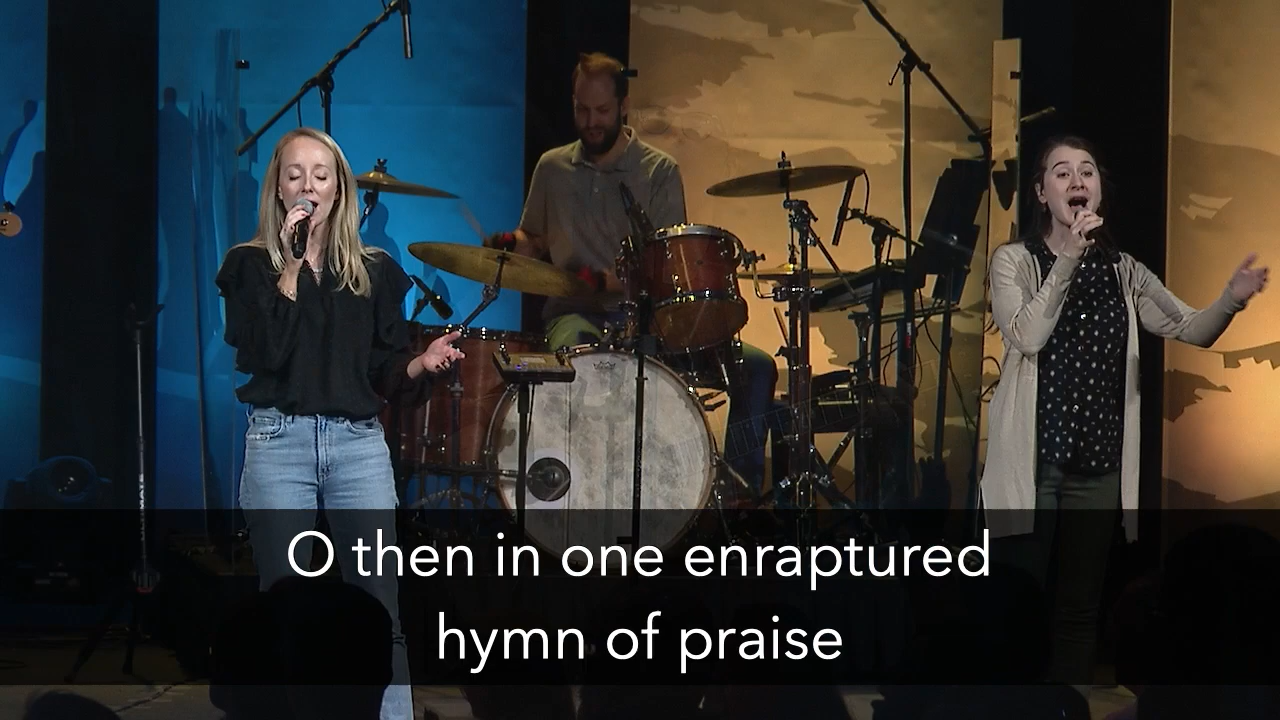 O then in one enraptured
hymn of praise